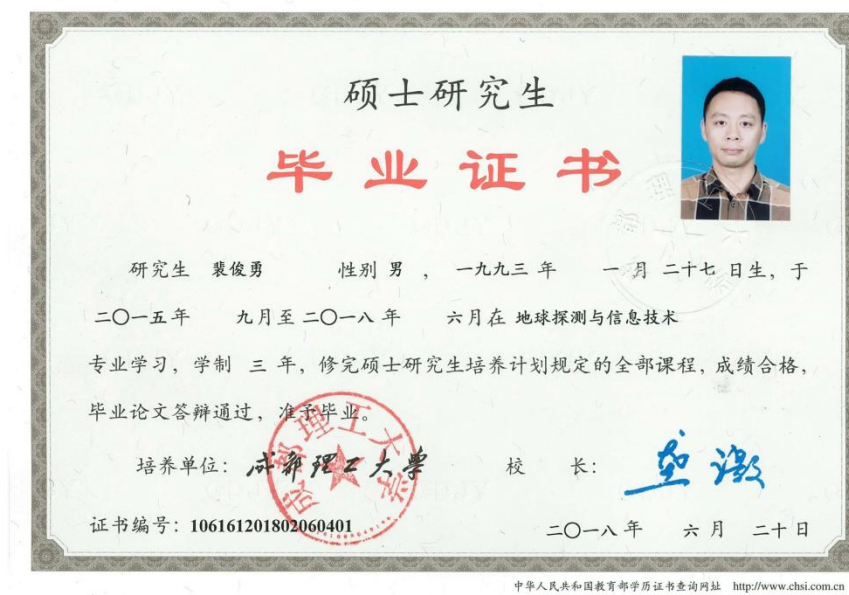 硕士研究生
毕业证书
研究生 裴俊勇 性别 男 ， 一九九三 年 一 月 二十七 日生，于
二〇一五年 九月至二〇一八 年 六月在 地球探测与信息技术
专业学习，学制 三 年，修完硕士研究生培养计划规定的全部课程，成绩合格，
毕业论文答辩通过，准予毕业。
培养单位：成都理工大学 校 长：
证书编号：106161201802060401
二〇一八 年 六 月 二十 日
中华人民共和国教育部学历证书查询网址 http://www.chsi.com.cn